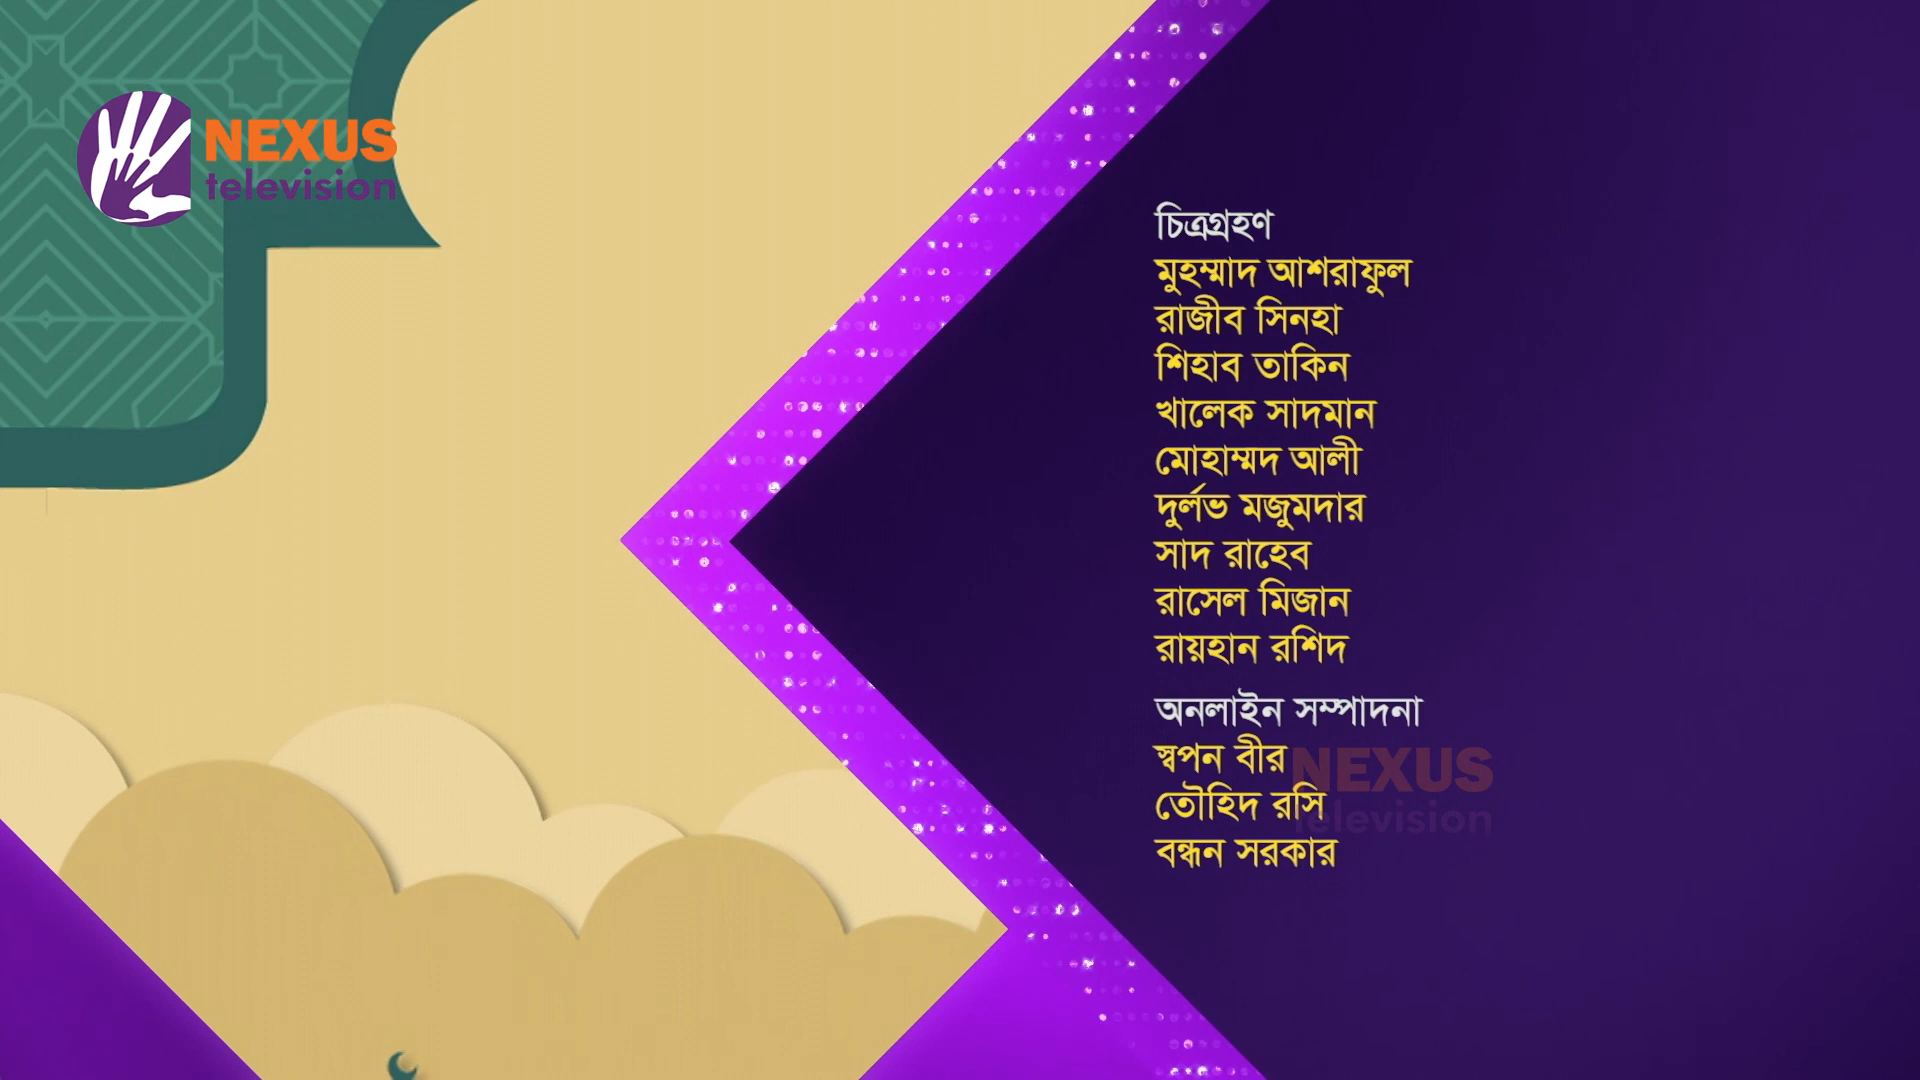 NEXUS
television
চিত্রগ্রহণ
মুহম্মাদ আশরাফুল
রাজীব সিনহা
শিহাব তাকিন
খালেক সাদমান
মোহাম্মদ আলী
দুর্লভ মজুমদার
সাদ রাহেব
রাসেল মিজান
রায়হান রশিদ
অনলাইন সম্পাদনা
স্বপন বীর
তৌহিদ রসি
বন্ধন সরকার
NEXUS
television